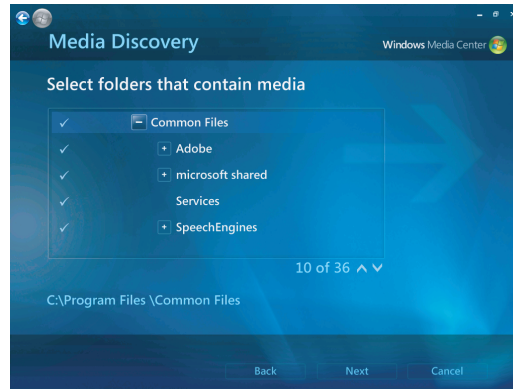 Media Discovery
Windows Media Center
Select folders that contain media
Common Files
Adobe
microsoft shared
Services
SpeechEngines
10 of 36
C:\Program Files \Common Files
Back Next Cancel